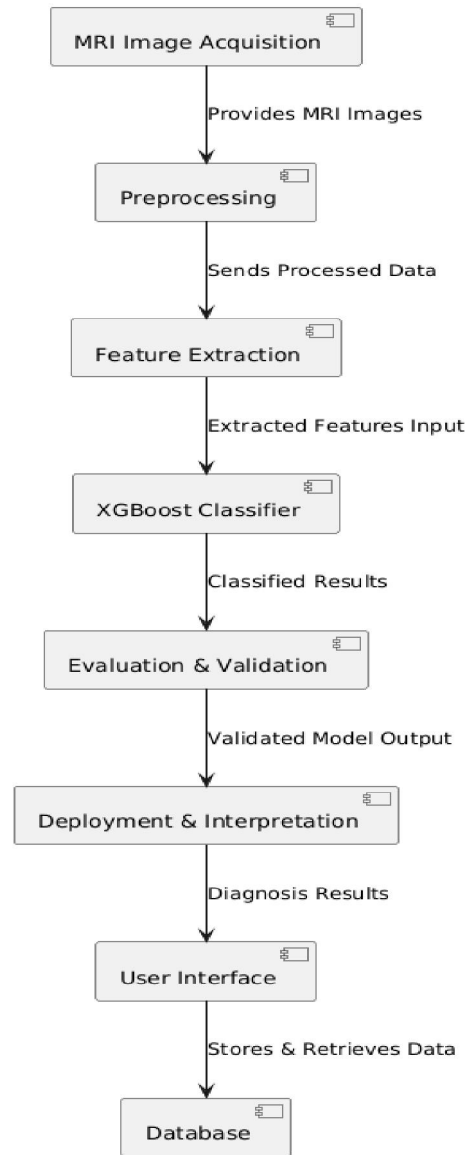 MRI Image Acquisition
Provides MRI Images
Preprocessing
Sends Processed Data
Feature Extraction
Extracted Features Input
XGBoost Classifier
Classified Results
Evaluation & Validation
Validated Model Output
Deployment & Interpretation
Diagnosis Results
User Interface
Stores & Retrieves Data
Database